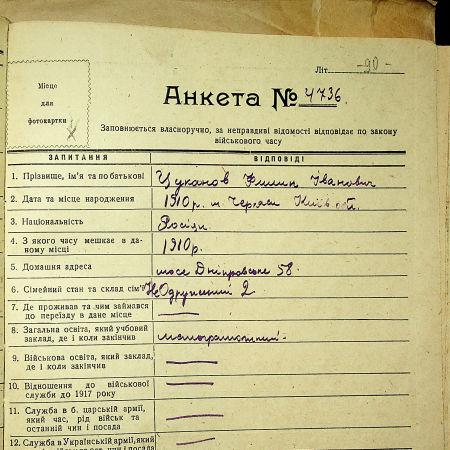 Літ. -90-
Місце
для
фотокартки
Анкета № 4736.
Заповнюється власноручно, за неправдиві відомості відповідає по закону
військового часу
ЗАПИТАННЯ ВІДПОВІДІ
1. Прізвище, ім'я та по батькові Цуканов Филип Іванович
2. Дата та місце народження 1910 р. м. Черкаси Київ. обл.
3. Національність Росіян.
4. З якого часу мешкає в да-
ному місці 1910 р.
5. Домашня адреса шосе Дніпровське 58.
6. Сімейний стан та склад сім'ї Одружений 2
7. Де проживав та чим займався
до переїзду в дане місце
8. Загальна освіта, який учбовий
заклад, де і коли закінчив малограмотний
9. Військова освіта, який заклад,
де і коли закінчив
10. Відношення до військової
служби до 1917 року
11. Служба в б. царській армії,
який час, рід військ та
останній чин і посада
12. Служба в Українській армії, який